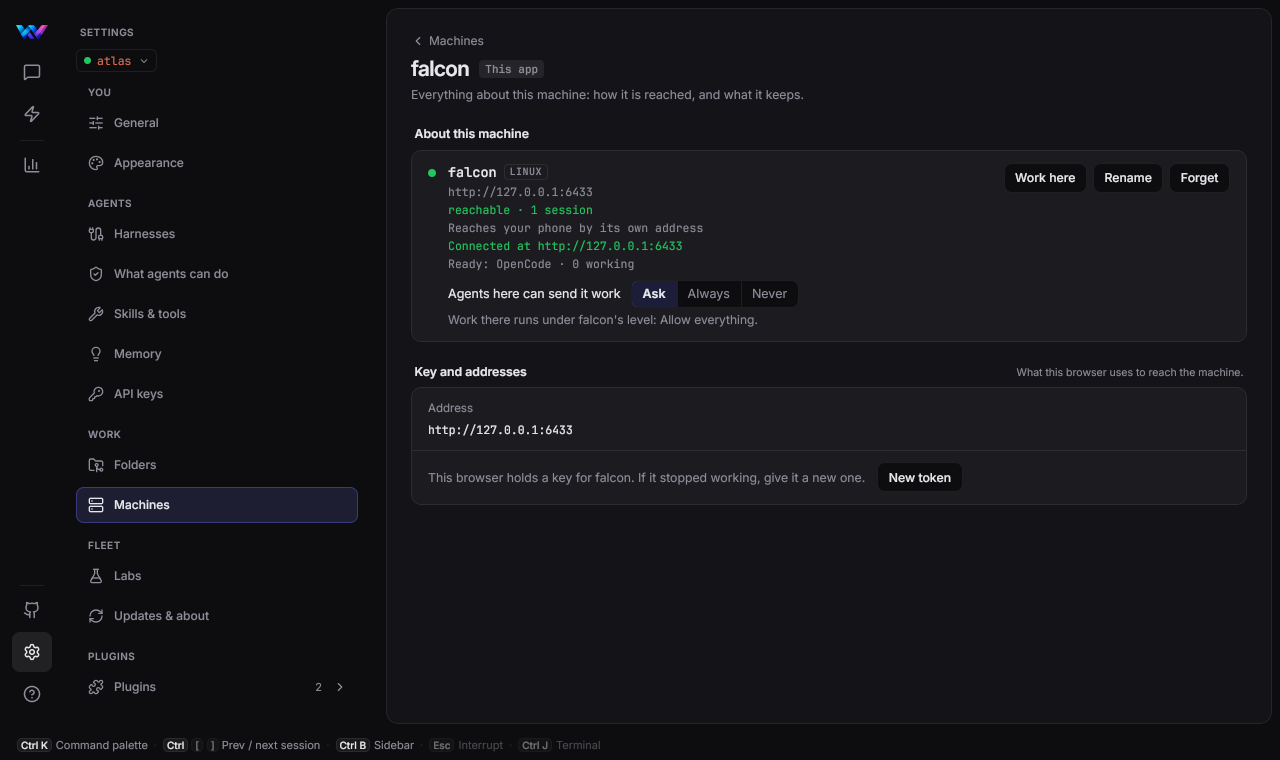 SETTINGS
atlas
YOU
General
Appearance
AGENTS
Harnesses
What agents can do
Skills & tools
Memory
API keys
WORK
Folders
Machines
FLEET
Labs
Updates & about
PLUGINS
Plugins 2
Machines
falcon This app
Everything about this machine: how it is reached, and what it keeps.
About this machine
falcon LINUX
http://127.0.0.1:6433
reachable · 1 session
Reaches your phone by its own address
Connected at http://127.0.0.1:6433
Ready: OpenCode · 0 working
Work here Rename Forget
Agents here can send it work Ask Always Never
Work there runs under falcon's level: Allow everything.
Key and addresses What this browser uses to reach the machine.
Address
http://127.0.0.1:6433
This browser holds a key for falcon. If it stopped working, give it a new one. New token
Ctrl K Command palette · Ctrl [ ] Prev / next session · Ctrl B Sidebar · Esc Interrupt · Ctrl J Terminal